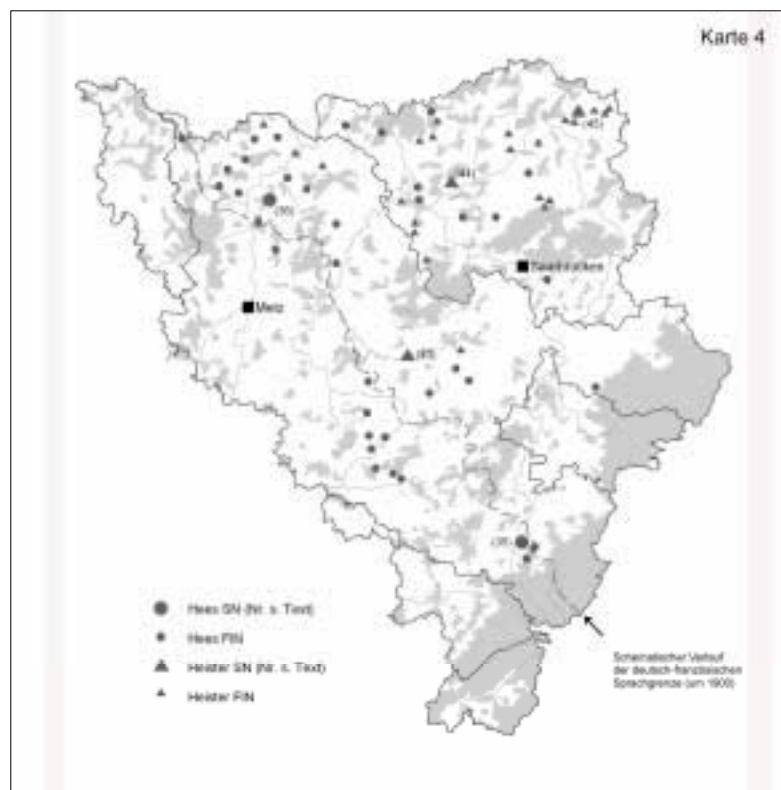 Karte 4
Saarbrücken
Metz
Hees SN (Nr. s. Text)
Hees FlN
Heister SN (Nr. s. Text)
Heister FlN
Schematischer Verlauf
der deutsch-französischen
Sprachgrenze (um 1900)